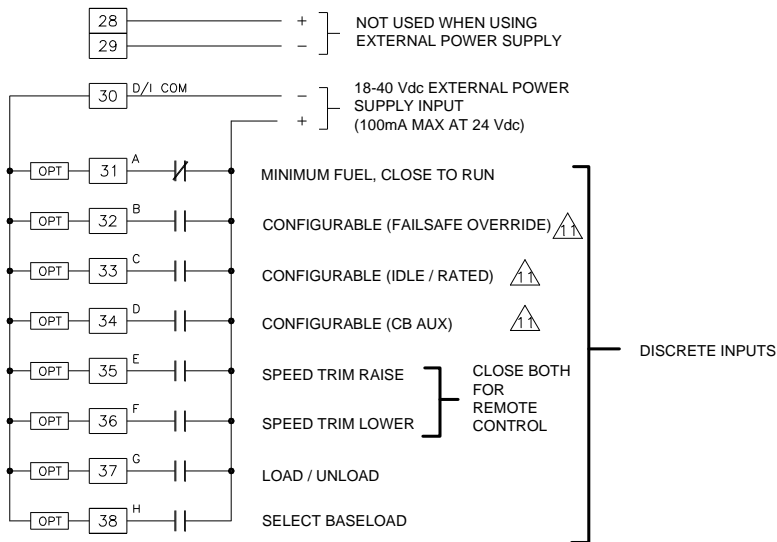 28 + NOT USED WHEN USING
29 – EXTERNAL POWER SUPPLY
30 D/I COM – 18-40 Vdc EXTERNAL POWER
SUPPLY INPUT
+ (100mA MAX AT 24 Vdc)
OPT 31 A MINIMUM FUEL, CLOSE TO RUN
OPT 32 B CONFIGURABLE (FAILSAFE OVERRIDE) 11
OPT 33 C CONFIGURABLE (IDLE / RATED) 11
OPT 34 D CONFIGURABLE (CB AUX) 11
DISCRETE INPUTS
OPT 35 E SPEED TRIM RAISE
OPT 36 F SPEED TRIM LOWER
CLOSE BOTH
FOR
REMOTE
CONTROL
OPT 37 G LOAD / UNLOAD
OPT 38 H SELECT BASELOAD